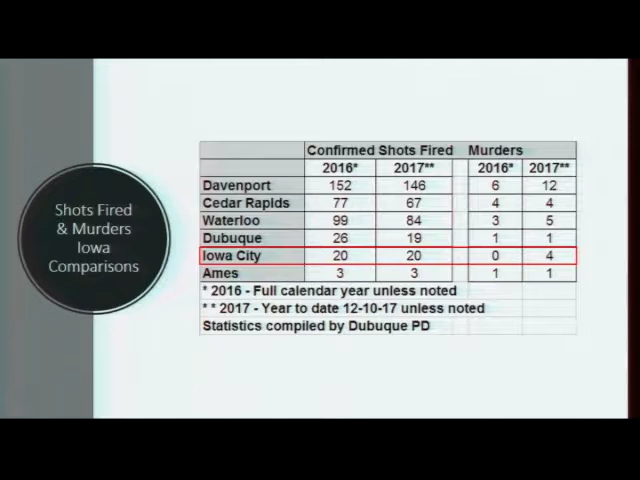 Shots Fired
& Murders
Iowa
Comparisons
Confirmed Shots Fired Murders
2016* 2017** 2016* 2017**
Davenport 152 146 6 12
Cedar Rapids 77 67 4 4
Waterloo 99 84 3 5
Dubuque 26 19 1 1
Iowa City 20 20 0 4
Ames 3 3 1 1
* 2016 - Full calendar year unless noted
* * 2017 - Year to date 12-10-17 unless noted
Statistics compiled by Dubuque PD